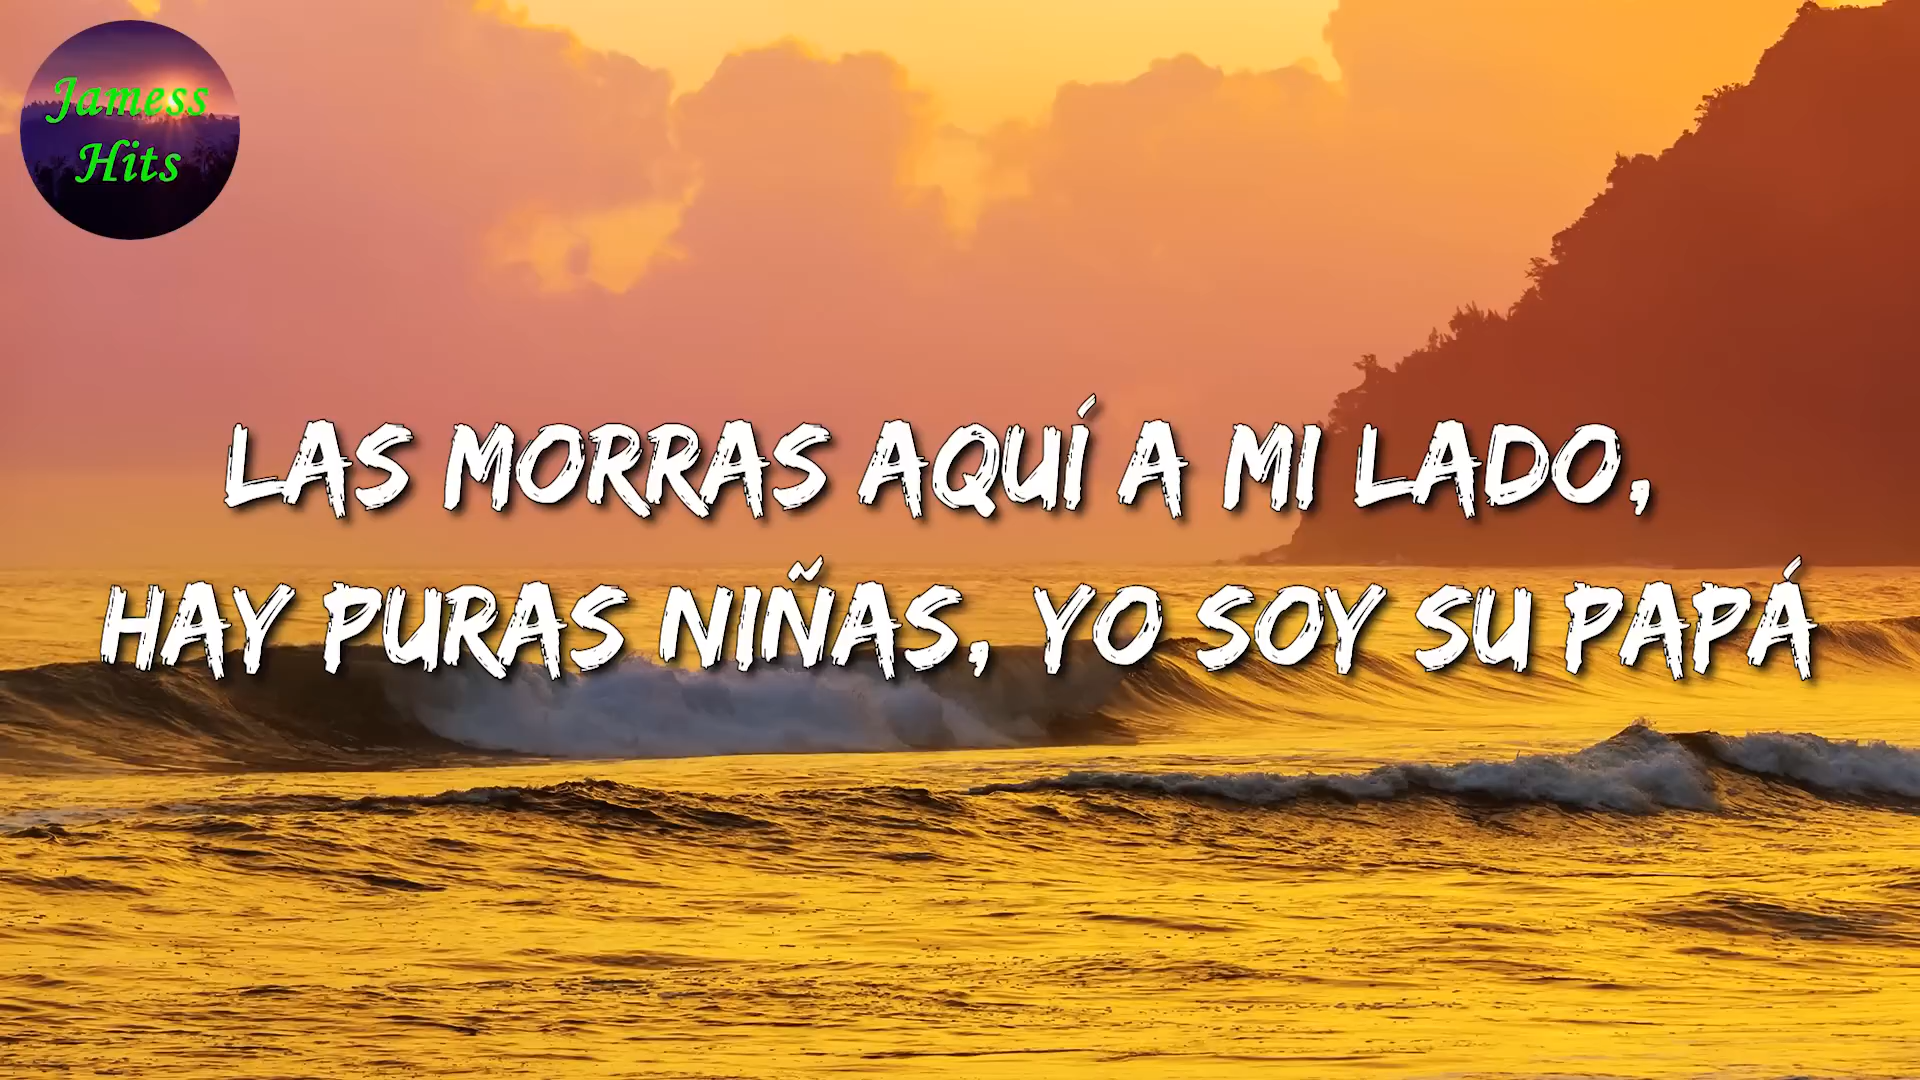 Jamess
Hits
LAS MORRAS AQUÍ A MI LADO,
HAY PURAS NIÑAS, YO SOY SU PAPÁ